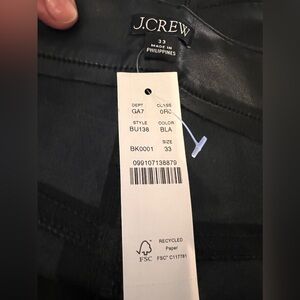 J.CREW
33
MADE IN
PHILIPPINES
DEPT CLASS
GA7
STYLE COLOR
BU138 BLA
SIZE
BK0001 33
099107138879
RECYCLED
Paper
FSC FSC® C117781